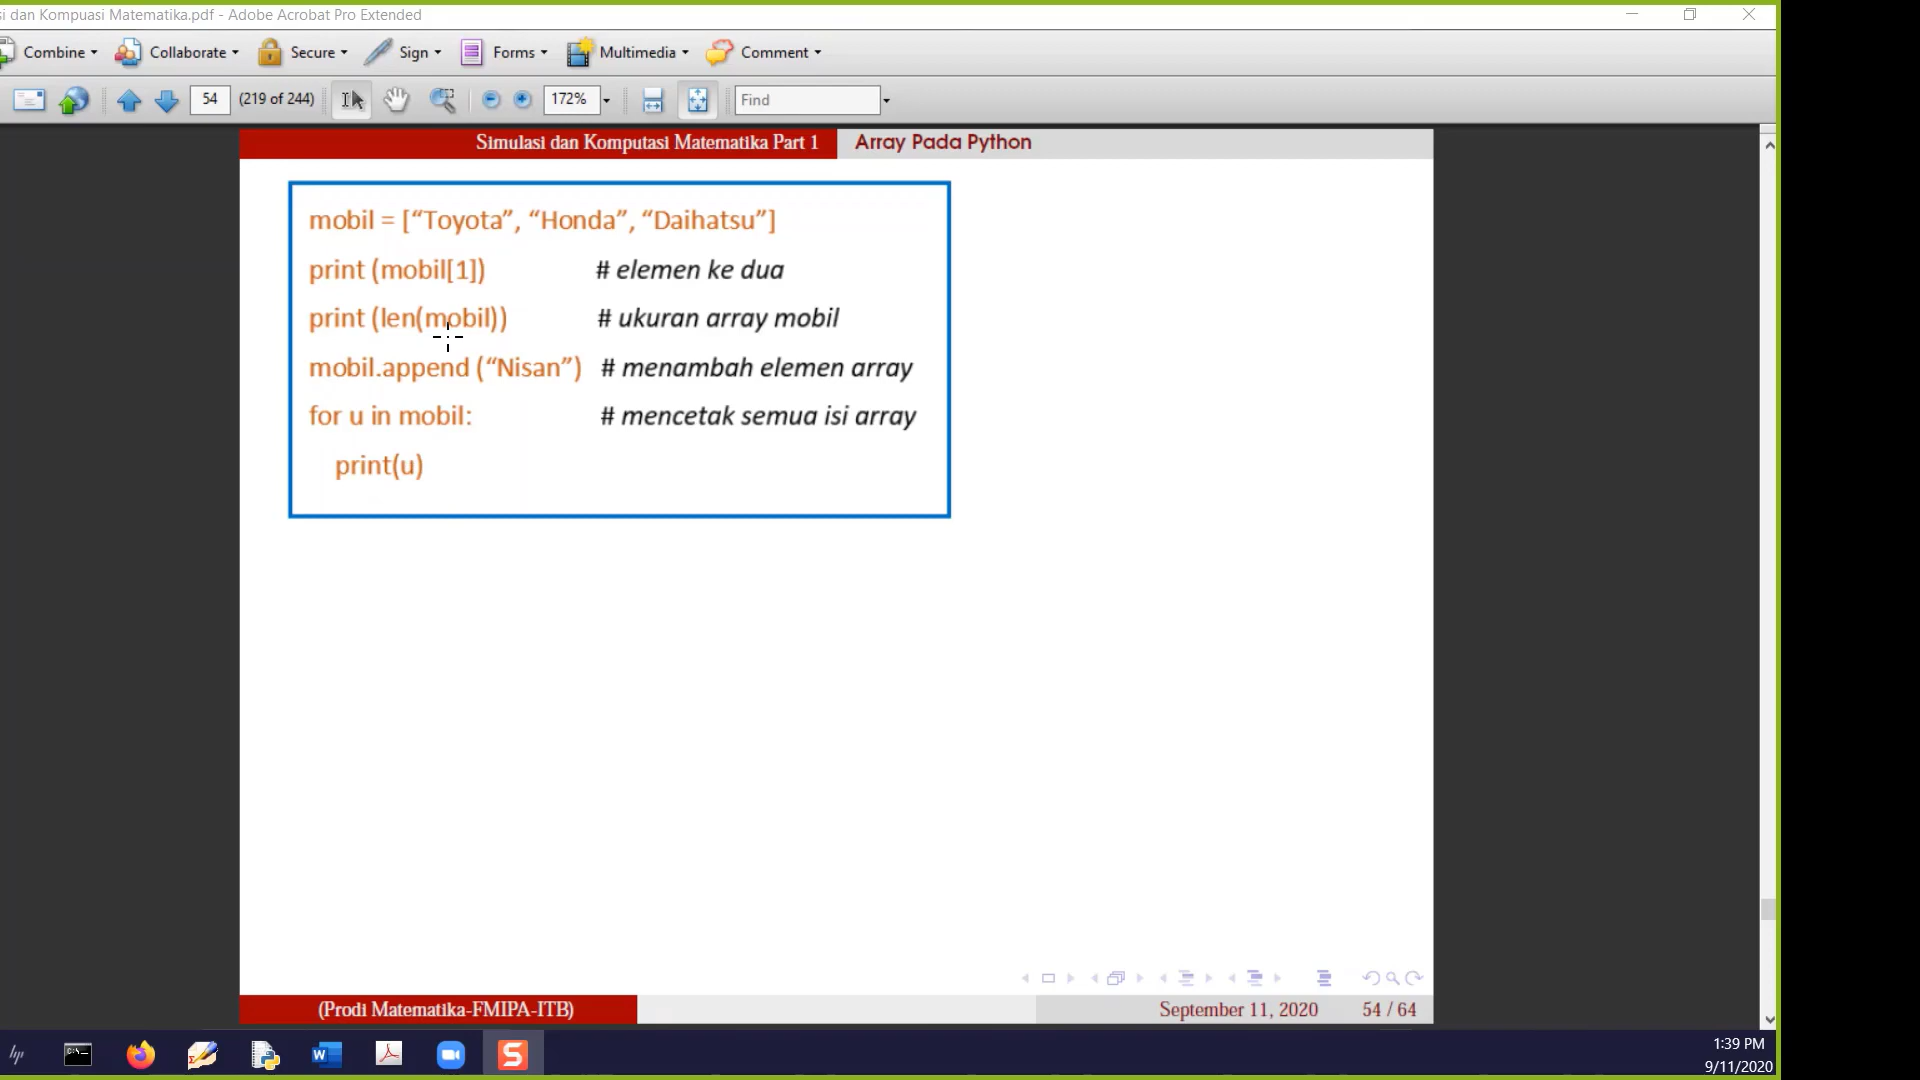 si dan Kompuasi Matematika.pdf - Adobe Acrobat Pro Extended
Combine Collaborate Secure Sign Forms Multimedia Comment
54 (219 of 244) 172% Find
Simulasi dan Komputasi Matematika Part 1 Array Pada Python
mobil = [“Toyota”, “Honda”, “Daihatsu”]
print (mobil[1]) # elemen ke dua
print (len(mobil)) # ukuran array mobil
mobil.append (“Nisan”) # menambah elemen array
for u in mobil: # mencetak semua isi array
print(u)
(Prodi Matematika-FMIPA-ITB) September 11, 2020 54 / 64
1:39 PM
9/11/2020